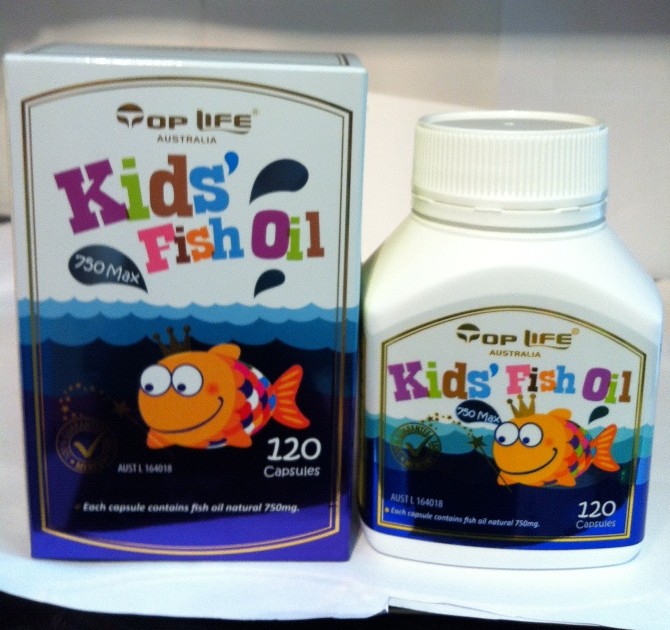 TOP LIFE®
AUSTRALIA
Kids'
Fish Oil
750 Max
AUST L 164018
120
Capsules
Each capsule contains fish oil natural 750mg.
TOP LIFE®
AUSTRALIA
Kids' Fish Oil
750 Max
AUST L 164018
Each capsule contains fish oil natural 750mg.
120
Capsules